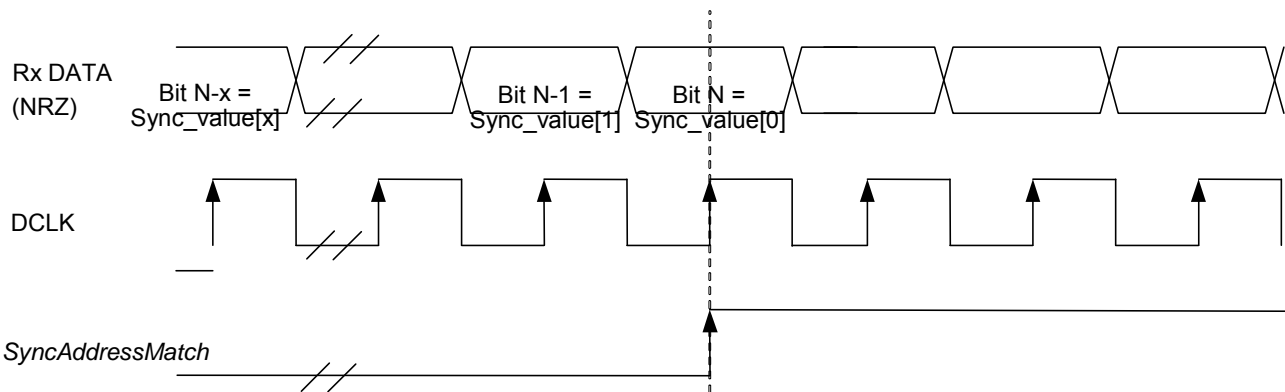 Rx DATA
(NRZ)
Bit N-x =
Sync_value[x]
Bit N-1 =
Sync_value[1]
Bit N =
Sync_value[0]
DCLK
SyncAddressMatch